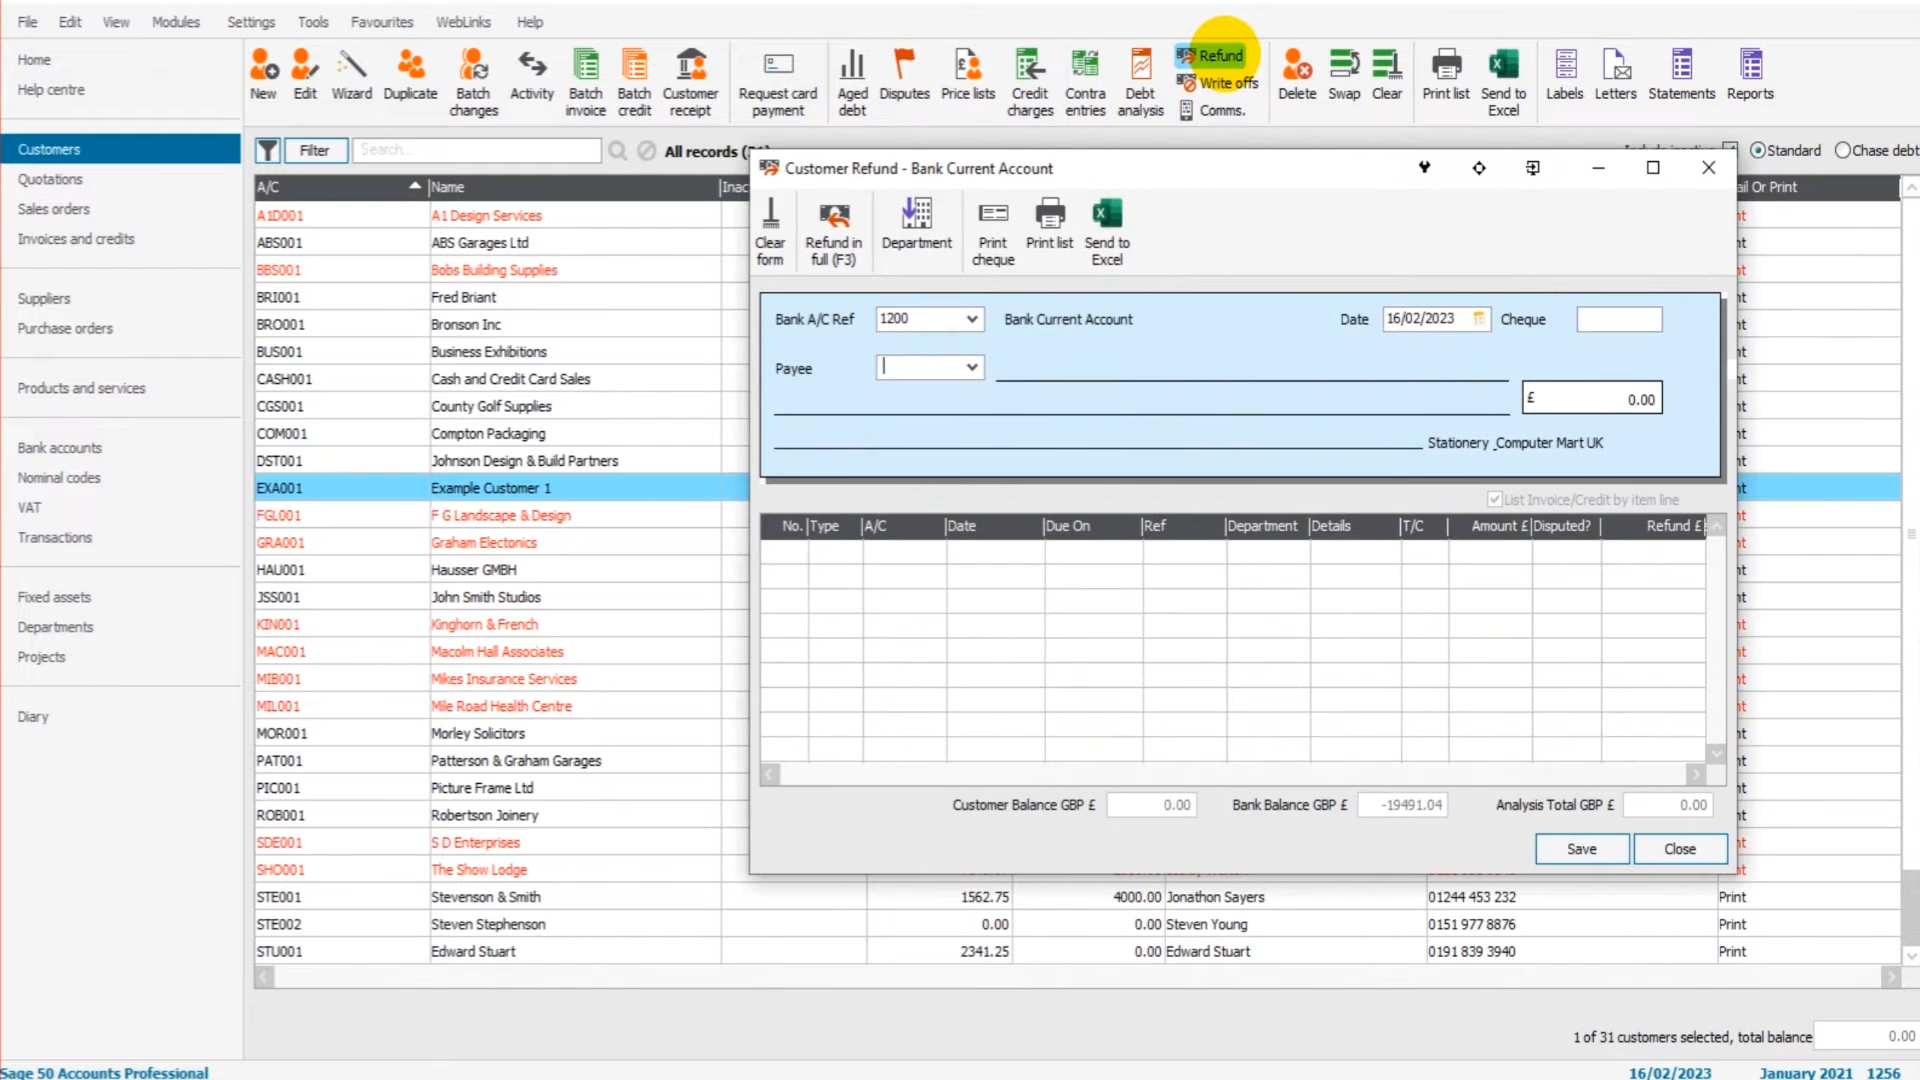 File Edit View Modules Settings Tools Favourites WebLinks Help
Home
Help centre
Customers
Quotations
Sales orders
Invoices and credits
Suppliers
Purchase orders
Products and services
Bank accounts
Nominal codes
VAT
Transactions
Fixed assets
Departments
Projects
Diary
New Edit Wizard Duplicate Batch changes Activity Batch invoice Batch credit Customer receipt Request card payment Aged debt Disputes Price lists Credit charges Contra entries Debt analysis
Refund
Write offs
Comms.
Delete Swap Clear Print list Send to Excel Labels Letters Statements Reports
Filter Search... All records
Standard Chase debt
A/C Name Inac
A1D001 A1 Design Services
ABS001 ABS Garages Ltd
BBS001 Bobs Building Supplies
BRI001 Fred Briant
BRO001 Bronson Inc
BUS001 Business Exhibitions
CASH001 Cash and Credit Card Sales
CGS001 County Golf Supplies
COM001 Compton Packaging
DST001 Johnson Design & Build Partners
EXA001 Example Customer 1
FGL001 F G Landscape & Design
GRA001 Graham Electonics
HAU001 Hausser GMBH
JSS001 John Smith Studios
KIN001 Kinghorn & French
MAC001 Macolm Hall Associates
MIB001 Mikes Insurance Services
MIL001 Mile Road Health Centre
MOR001 Morley Solicitors
PAT001 Patterson & Graham Garages
PIC001 Picture Frame Ltd
ROB001 Robertson Joinery
SDE001 S D Enterprises
SHO001 The Show Lodge
STE001 Stevenson & Smith 1562.75 4000.00 Jonathon Sayers 01244 453 232 Print
STE002 Steven Stephenson 0.00 0.00 Steven Young 0151 977 8876 Print
STU001 Edward Stuart 2341.25 0.00 Edward Stuart 0191 839 3940 Print
Customer Refund - Bank Current Account
Clear form Refund in full (F3) Department Print cheque Print list Send to Excel
Bank A/C Ref 1200 Bank Current Account Date 16/02/2023 Cheque
Payee
£ 0.00
Stationery _Computer Mart UK
List Invoice/Credit by item line
No. Type A/C Date Due On Ref Department Details T/C Amount £ Disputed? Refund £
Customer Balance GBP £ 0.00 Bank Balance GBP £ -19491.04 Analysis Total GBP £ 0.00
Save Close
ail Or Print
1 of 31 customers selected, total balance 0.00
Sage 50 Accounts Professional 16/02/2023 January 2021 1256